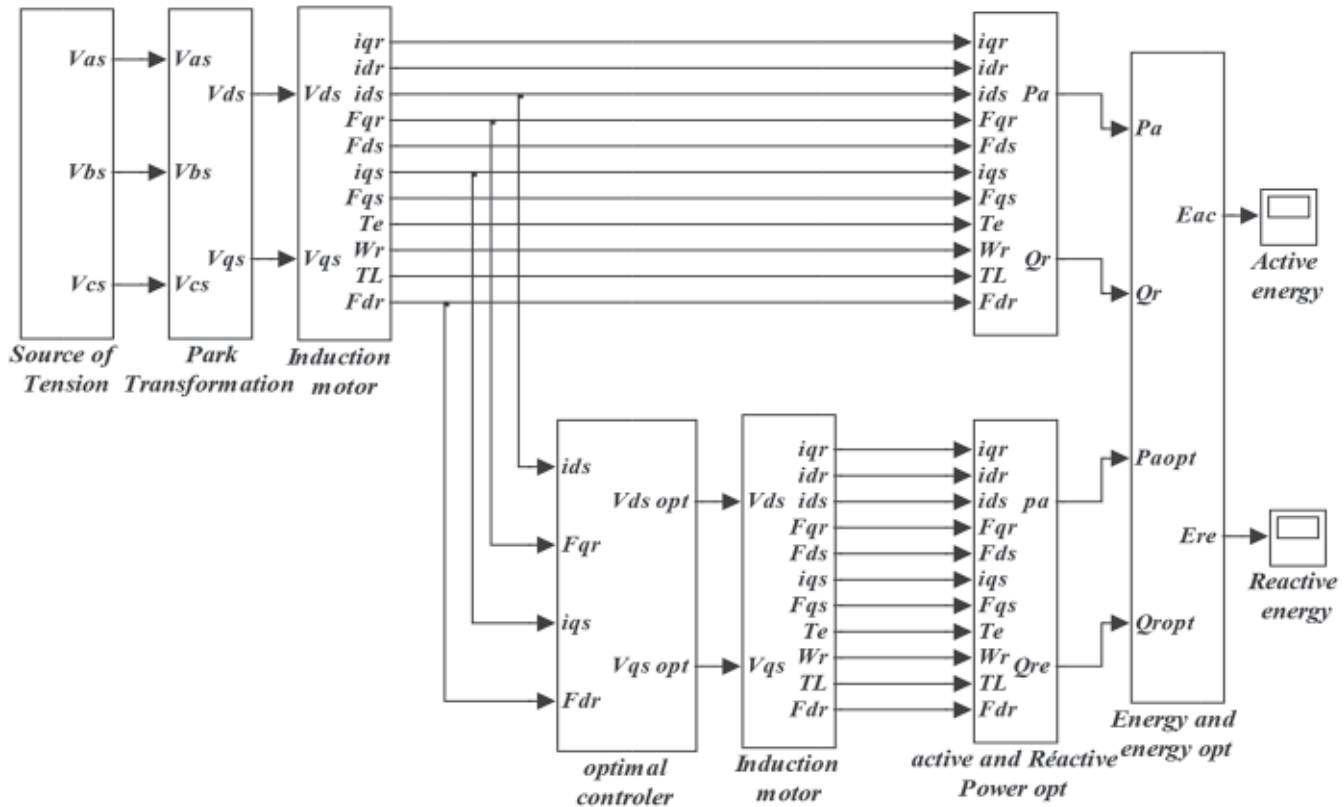 Vas
Vbs
Vcs
Source of
Tension
Vas
Vbs
Vcs
Vds
Vqs
Park
Transformation
Vds
Vqs
iqr
idr
ids
Fqr
Fds
iqs
Fqs
Te
Wr
TL
Fdr
Induction
motor
iqr
idr
ids
Fqr
Fds
iqs
Fqs
Te
Wr
TL
Fdr
Pa
Qr
Pa
Qr
Paopt
Qropt
Eac
Ere
Energy and
energy opt
Active
energy
Reactive
energy
ids
Fqr
iqs
Fdr
Vds opt
Vqs opt
optimal
controler
Vds
Vqs
iqr
idr
ids
Fqr
Fds
iqs
Fqs
Te
Wr
TL
Fdr
Induction
motor
iqr
idr
ids
Fqr
Fds
iqs
Fqs
Te
Wr
TL
Fdr
pa
Qre
active and Réactive
Power opt